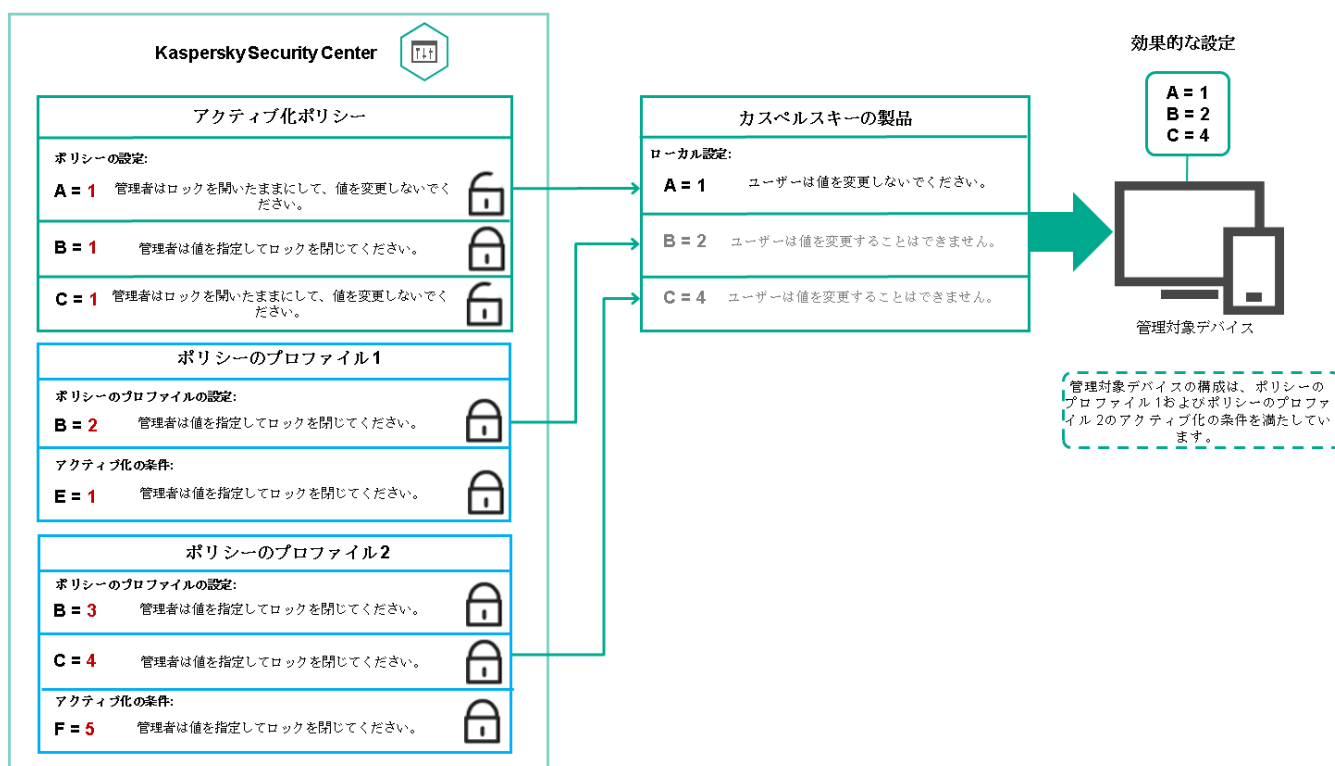 Kaspersky Security Center
アクティブ化ポリシー
ポリシーの設定:
A = 1 管理者はロックを開いたままにして、値を変更しないでく
ださい。
B = 1 管理者は値を指定してロックを閉じてください。
C = 1 管理者はロックを開いたままにして、値を変更しないでく
ださい。
ポリシーのプロファイル1
ポリシーのプロファイルの設定:
B = 2 管理者は値を指定してロックを閉じてください。
アクティブ化の条件:
E = 1 管理者は値を指定してロックを閉じてください。
ポリシーのプロファイル2
ポリシーのプロファイルの設定:
B = 3 管理者は値を指定してロックを閉じてください。
C = 4 管理者は値を指定してロックを閉じてください。
アクティブ化の条件:
F = 5 管理者は値を指定してロックを閉じてください。
カスペルスキーの製品
ローカル設定:
A = 1 ユーザーは値を変更しないでください。
B = 2 ユーザーは値を変更することはできません。
C = 4 ユーザーは値を変更することはできません。
効果的な設定
A = 1
B = 2
C = 4
管理対象デバイス
管理対象デバイスの構成は、ポリシーの
プロファイル1およびポリシーのプロファ
イル2のアクティブ化の条件を満たしてい
ます。